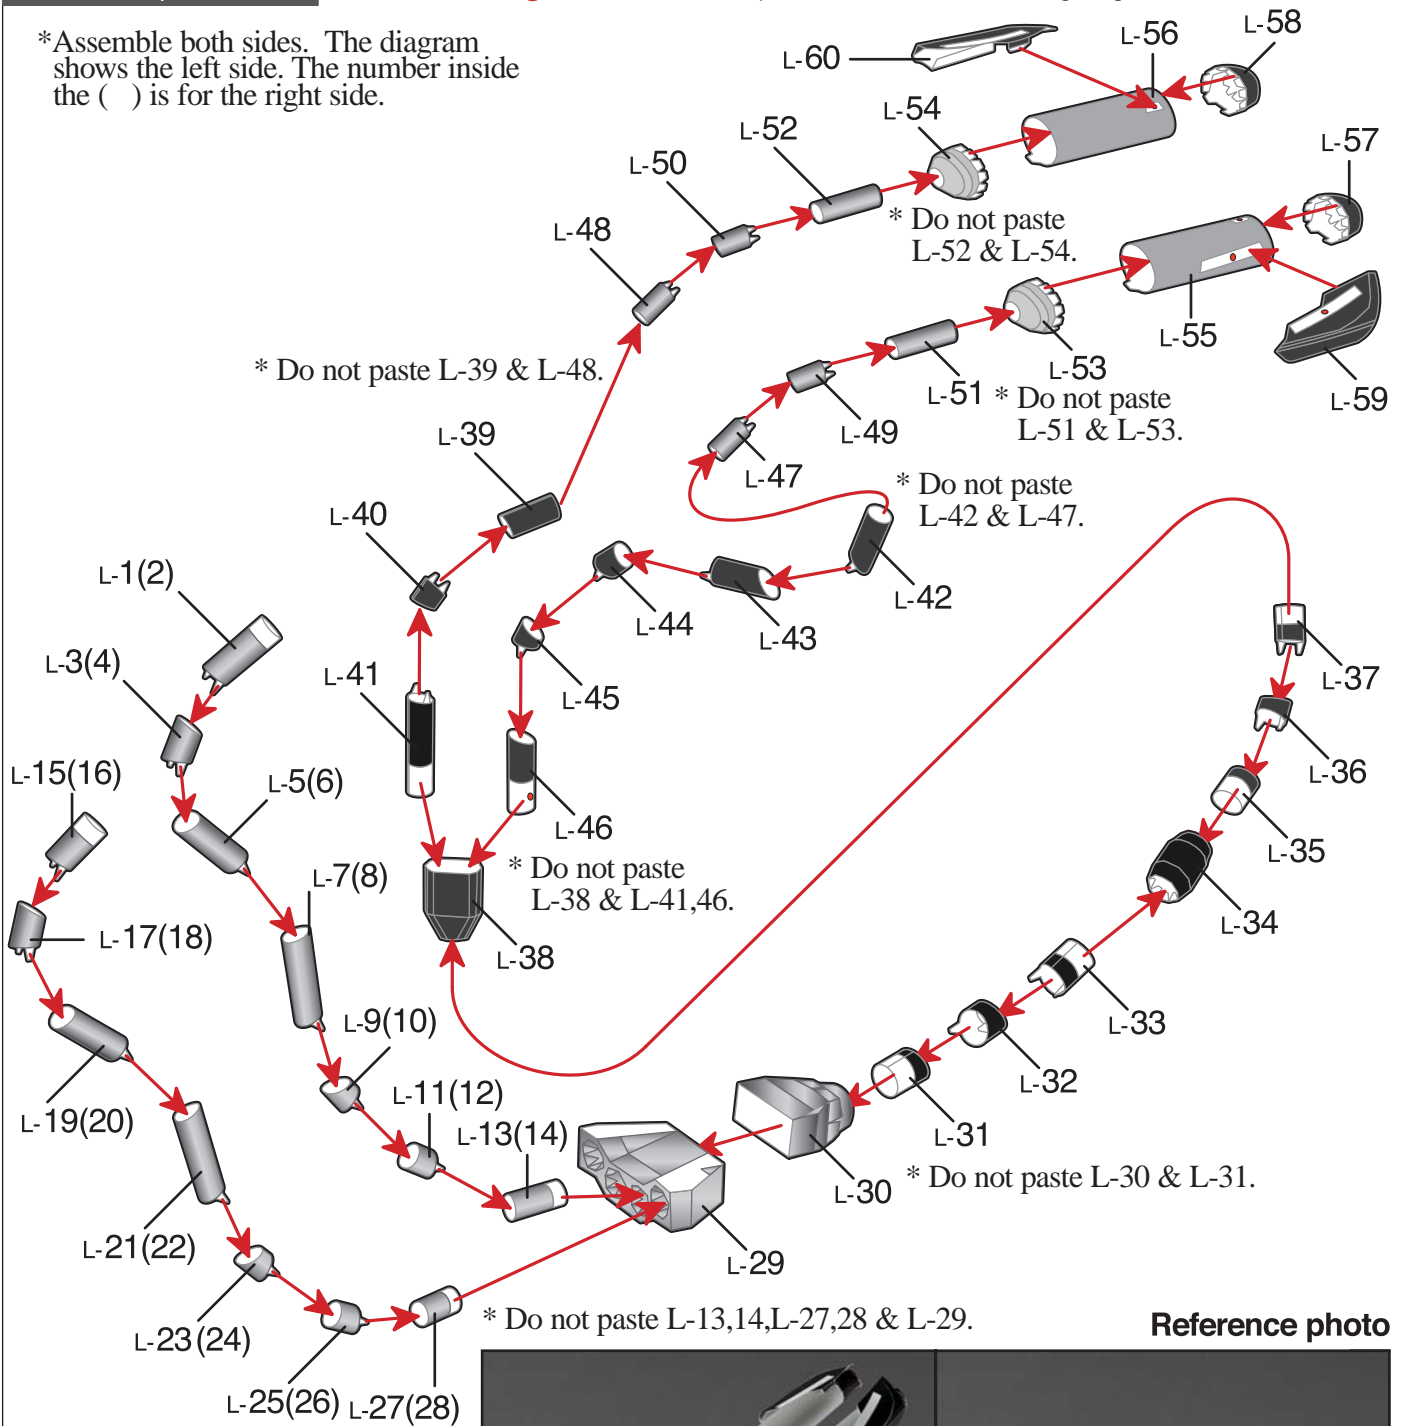 *Assemble both sides. The diagram
shows the left side. The number inside
the ( ) is for the right side.
L-60
L-56
L-58
L-54
L-52
L-57
L-50
* Do not paste
L-52 & L-54.
L-48
L-55
L-53
L-59
* Do not paste L-39 & L-48.
L-51
* Do not paste
L-51 & L-53.
L-49
L-39
L-47
* Do not paste
L-42 & L-47.
L-40
L-1(2)
L-42
L-44
L-43
L-3(4)
L-41
L-37
L-45
L-15(16)
L-5(6)
L-36
L-46
L-35
L-7(8)
* Do not paste
L-38 & L-41,46.
L-34
L-17(18)
L-38
L-9(10)
L-33
L-32
L-11(12)
L-19(20)
L-13(14)
L-31
L-30
* Do not paste L-30 & L-31.
L-21(22)
L-29
* Do not paste L-13,14,L-27,28 & L-29.
L-23(24)
Reference photo
L-25(26)
L-27(28)